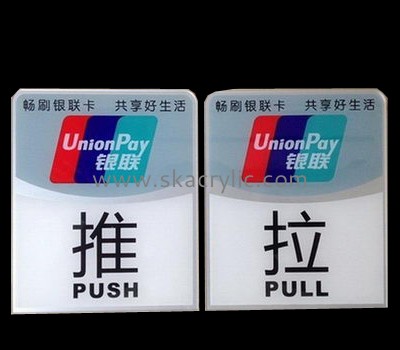 畅刷银联卡 共享好生活
UnionPay
银联
推
PUSH
畅刷银联卡 共享好生活
UnionPay
银联
拉
PULL
www.skacrylic.com